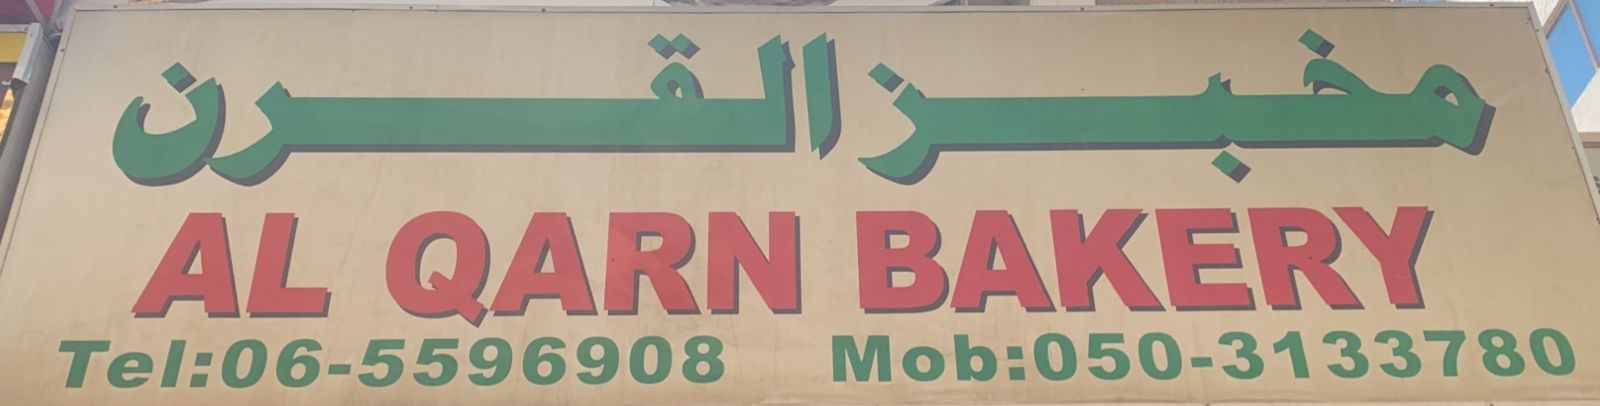 مخبز القرن
AL QARN BAKERY
Tel:06-5596908 Mob:050-3133780